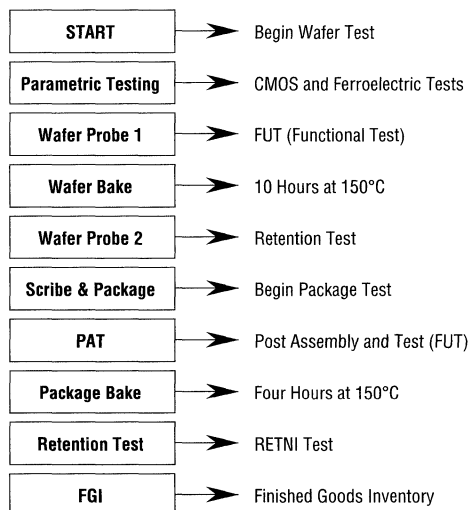 START Begin Wafer Test
Parametric Testing CMOS and Ferroelectric Tests
Wafer Probe 1 FUT (Functional Test)
Wafer Bake 10 Hours at 150°C
Wafer Probe 2 Retention Test
Scribe & Package Begin Package Test
PAT Post Assembly and Test (FUT)
Package Bake Four Hours at 150°C
Retention Test RETNI Test
FGI Finished Goods Inventory